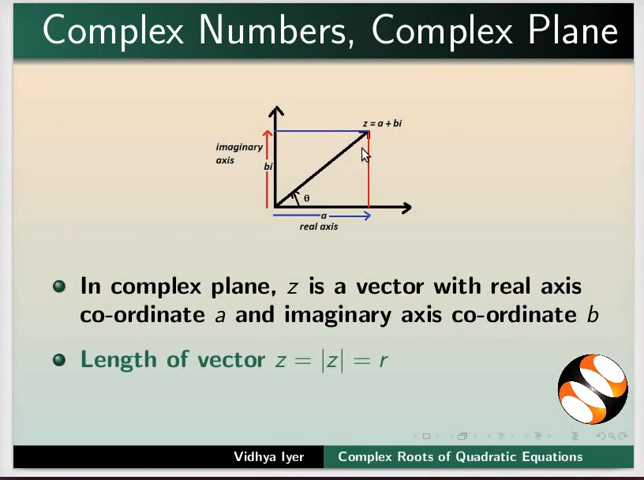 Complex Numbers, Complex Plane
z = a + bi
imaginary
axis
bi
θ
a
real axis
In complex plane, z is a vector with real axis
co-ordinate a and imaginary axis co-ordinate b
Length of vector z = |z| = r
Vidhya Iyer
Complex Roots of Quadratic Equations